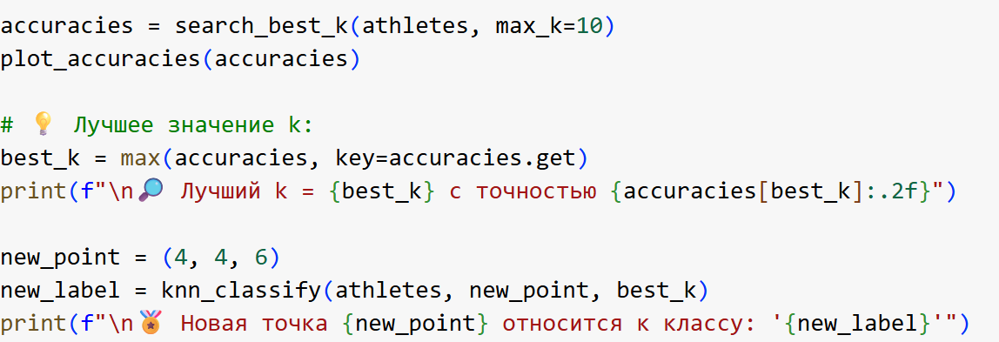 accuracies = search_best_k(athletes, max_k=10)
plot_accuracies(accuracies)
# 💡 Лучшее значение k:
best_k = max(accuracies, key=accuracies.get)
print(f"\n🔎 Лучший k = {best_k} с точностью {accuracies[best_k]:.2f}")
new_point = (4, 4, 6)
new_label = knn_classify(athletes, new_point, best_k)
print(f"\n🏅 Новая точка {new_point} относится к классу: '{new_label}'")